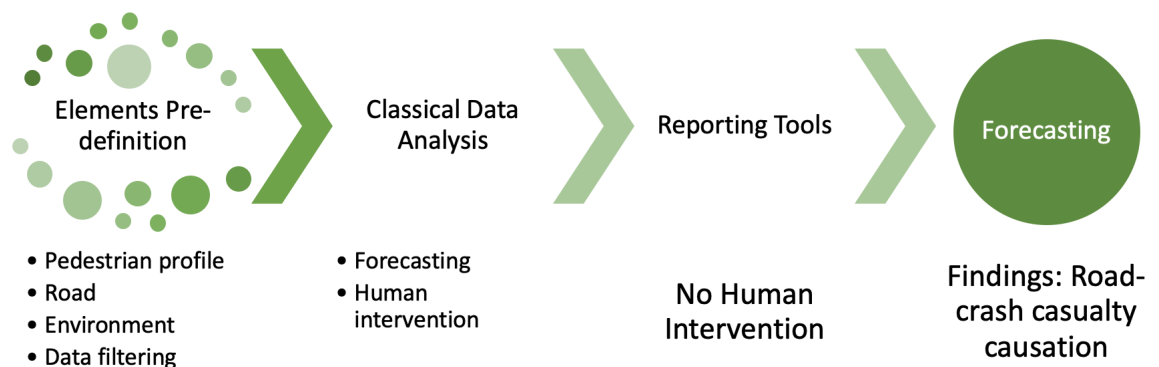 Elements Pre-
definition
Classical Data
Analysis
Reporting Tools
Forecasting
• Pedestrian profile
• Road
• Environment
• Data filtering
• Forecasting
• Human
intervention
No Human
Intervention
Findings: Road-
crash casualty
causation